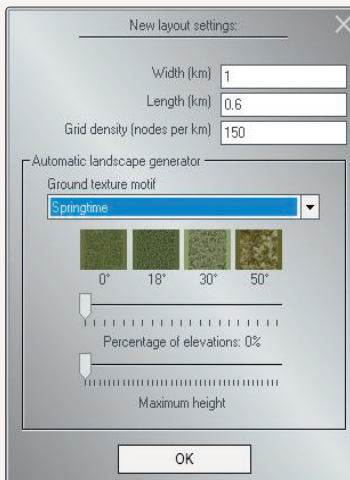 New layout settings:
Width (km) 1
Length (km) 0.6
Grid density (nodes per km) 150
Automatic landscape generator
Ground texture motif
Springtime
0° 18° 30° 50°
Percentage of elevations: 0%
Maximum height
OK